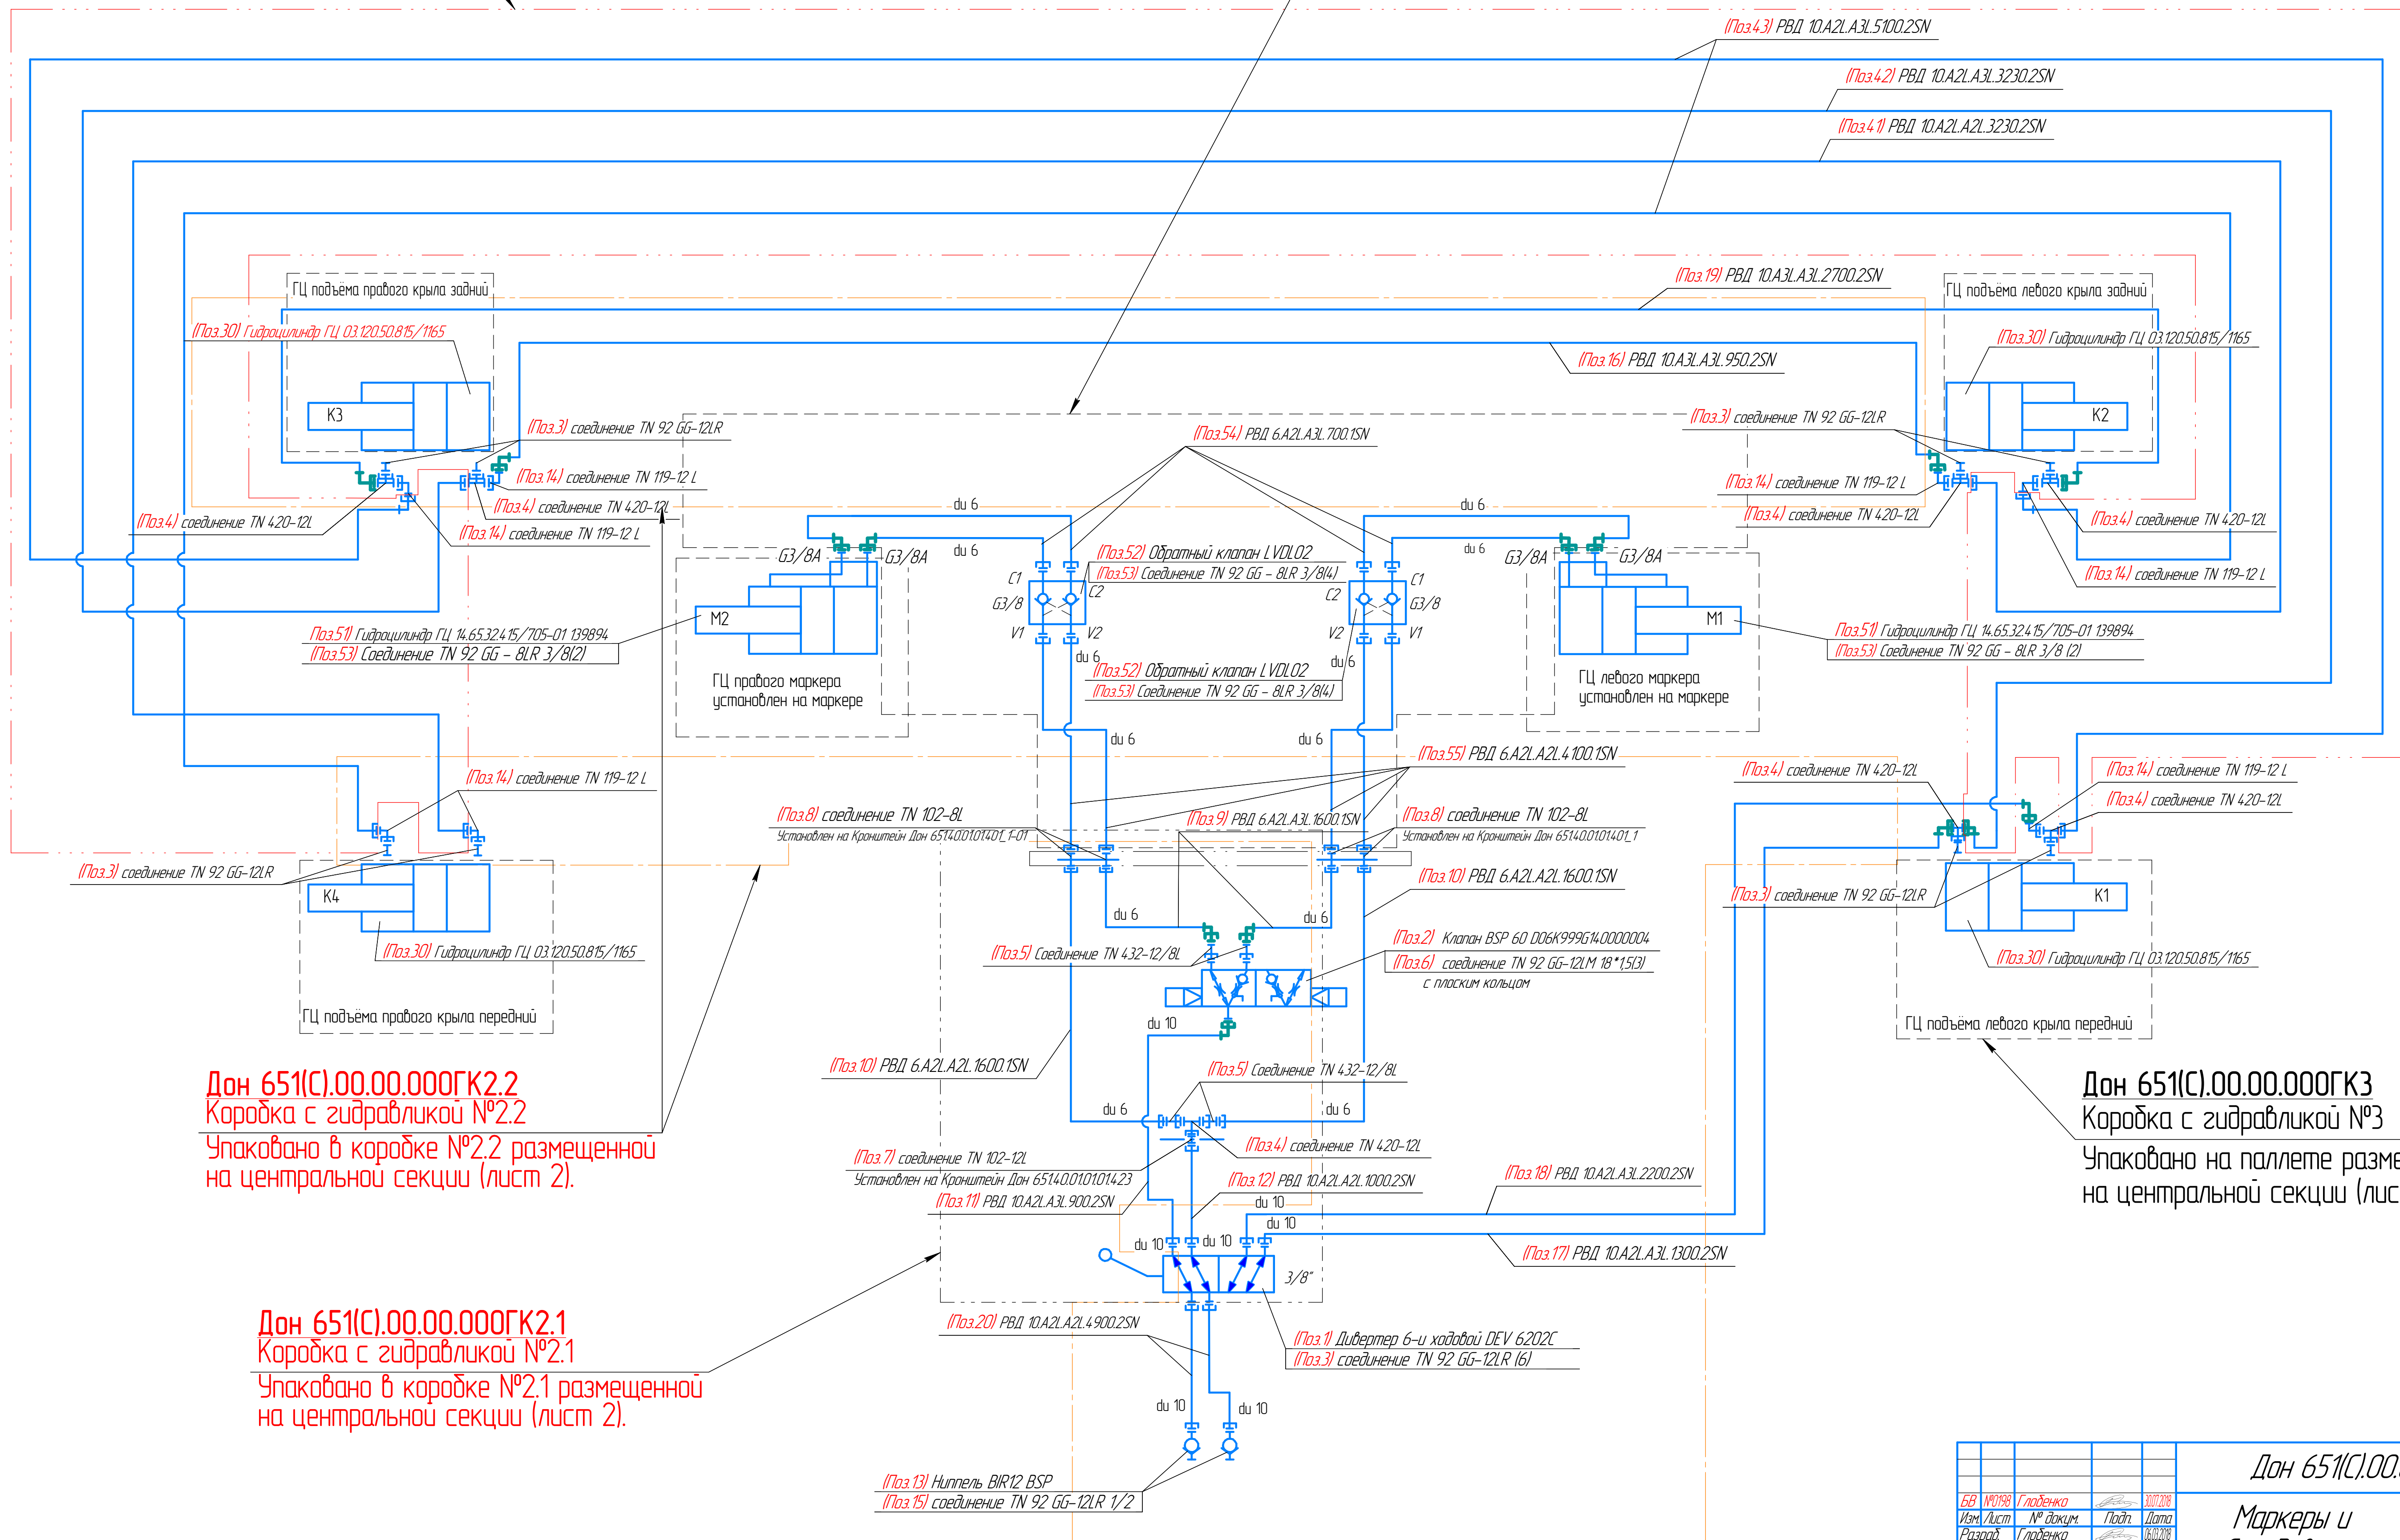 (Поз.43) РВД 10.A2L.A3L.5100.2SN
(Поз.42) РВД 10.A2L.A3L.3230.2SN
(Поз.41) РВД 10.A2L.A2L.3230.2SN
(Поз.19) РВД 10.A3L.A3L.2700.2SN
ГЦ подъёма правого крыла задний
ГЦ подъёма левого крыла задний
(Поз.30) Гидроцилиндр ГЦ 03.120.50.815/1165
(Поз.30) Гидроцилиндр ГЦ 03.120.50.815/1165
(Поз.16) РВД 10.A3L.A3L.950.2SN
К3
К2
(Поз.3) соединение TN 92 GG-12LR
(Поз.54) РВД 6.A2L.A3L.700.1SN
(Поз.3) соединение TN 92 GG-12LR
(Поз.14) соединение TN 119-12 L
(Поз.14) соединение TN 119-12 L
(Поз.4) соединение TN 420-12L
du 6
du 6
(Поз.4) соединение TN 420-12L
(Поз.4) соединение TN 420-12L
(Поз.4) соединение TN 420-12L
(Поз.14) соединение TN 119-12 L
G3/8A
G3/8A
du 6
(Поз.52) Обратный клапан LVDL02
du 6
G3/8A
G3/8A
(Поз.53) Соединение TN 92 GG - 8LR 3/8(4)
(Поз.14) соединение TN 119-12 L
C1
C2
G3/8
C1
C2
G3/8
М2
М1
V1
V2
V2
V1
Поз.51) Гидроцилиндр ГЦ 14.65.32.415/705-01 139894
(Поз.53) Соединение TN 92 GG - 8LR 3/8(2)
Поз.51) Гидроцилиндр ГЦ 14.65.32.415/705-01 139894
(Поз.53) Соединение TN 92 GG - 8LR 3/8 (2)
du 6
du 6
(Поз.52) Обратный клапан LVDL02
(Поз.53) Соединение TN 92 GG - 8LR 3/8(4)
ГЦ правого маркера
установлен на маркере
ГЦ левого маркера
установлен на маркере
du 6
du 6
(Поз.55) РВД 6.A2L.A2L.4100.1SN
(Поз.14) соединение TN 119-12 L
(Поз.4) соединение TN 420-12L
(Поз.14) соединение TN 119-12 L
(Поз.4) соединение TN 420-12L
(Поз.8) соединение TN 102-8L
Установлен на Кронштейн Дон 651.40.01.01.401_1-01
(Поз.9) РВД 6.A2L.A3L.1600.1SN
(Поз.8) соединение TN 102-8L
Установлен на Кронштейн Дон 651.40.01.01.401_1
(Поз.3) соединение TN 92 GG-12LR
(Поз.10) РВД 6.A2L.A2L.1600.1SN
(Поз.3) соединение TN 92 GG-12LR
К4
К1
du 6
du 6
(Поз.30) Гидроцилиндр ГЦ 03.120.50.815/1165
(Поз.5) Соединение TN 432-12/8L
(Поз.2) Клапан BSP 60 D06K999G140000004
(Поз.6) соединение TN 92 GG-12LM 18*1,5(3)
с плоским кольцом
(Поз.30) Гидроцилиндр ГЦ 03.120.50.815/1165
ГЦ подъёма правого крыла передний
ГЦ подъёма левого крыла передний
du 10
(Поз.10) РВД 6.A2L.A2L.1600.1SN
(Поз.5) Соединение TN 432-12/8L
du 6
du 6
Дон 651(С).00.00.000ГК2.2
Коробка с гидравликой №2.2
Упаковано в коробке №2.2 размещенной
на центральной секции (лист 2).
Дон 651(С).00.00.000ГК3
Коробка с гидравликой №3
Упаковано на паллете разме
на центральной секции (лис
(Поз.4) соединение TN 420-12L
(Поз.7) соединение TN 102-12L
Установлен на Кронштейн Дон 651.40.01.01.01.423
(Поз.12) РВД 10.A2L.A2L.1000.2SN
(Поз.18) РВД 10.A2L.A3L.2200.2SN
(Поз.11) РВД 10.A2L.A3L.900.2SN
du 10
du 10
du 10
du 10
(Поз.17) РВД 10.A2L.A3L.1300.2SN
3/8"
(Поз.20) РВД 10.A2L.A2L.4900.2SN
(Поз.1) Дивертер 6-и ходовой DEV 6202C
(Поз.3) соединение TN 92 GG-12LR (6)
Дон 651(С).00.00.000ГК2.1
Коробка с гидравликой №2.1
Упаковано в коробке №2.1 размещенной
на центральной секции (лист 2).
du 10
du 10
(Поз.13) Ниппель BIR12 BSP
(Поз.15) соединение TN 92 GG-12LR 1/2
Дон 651(С).00.
БВ №0198 Глобенко 30.07.2018
Изм. Лист № докум. Подп. Дата
Разраб. Глобенко 06.03.2018
Маркеры и